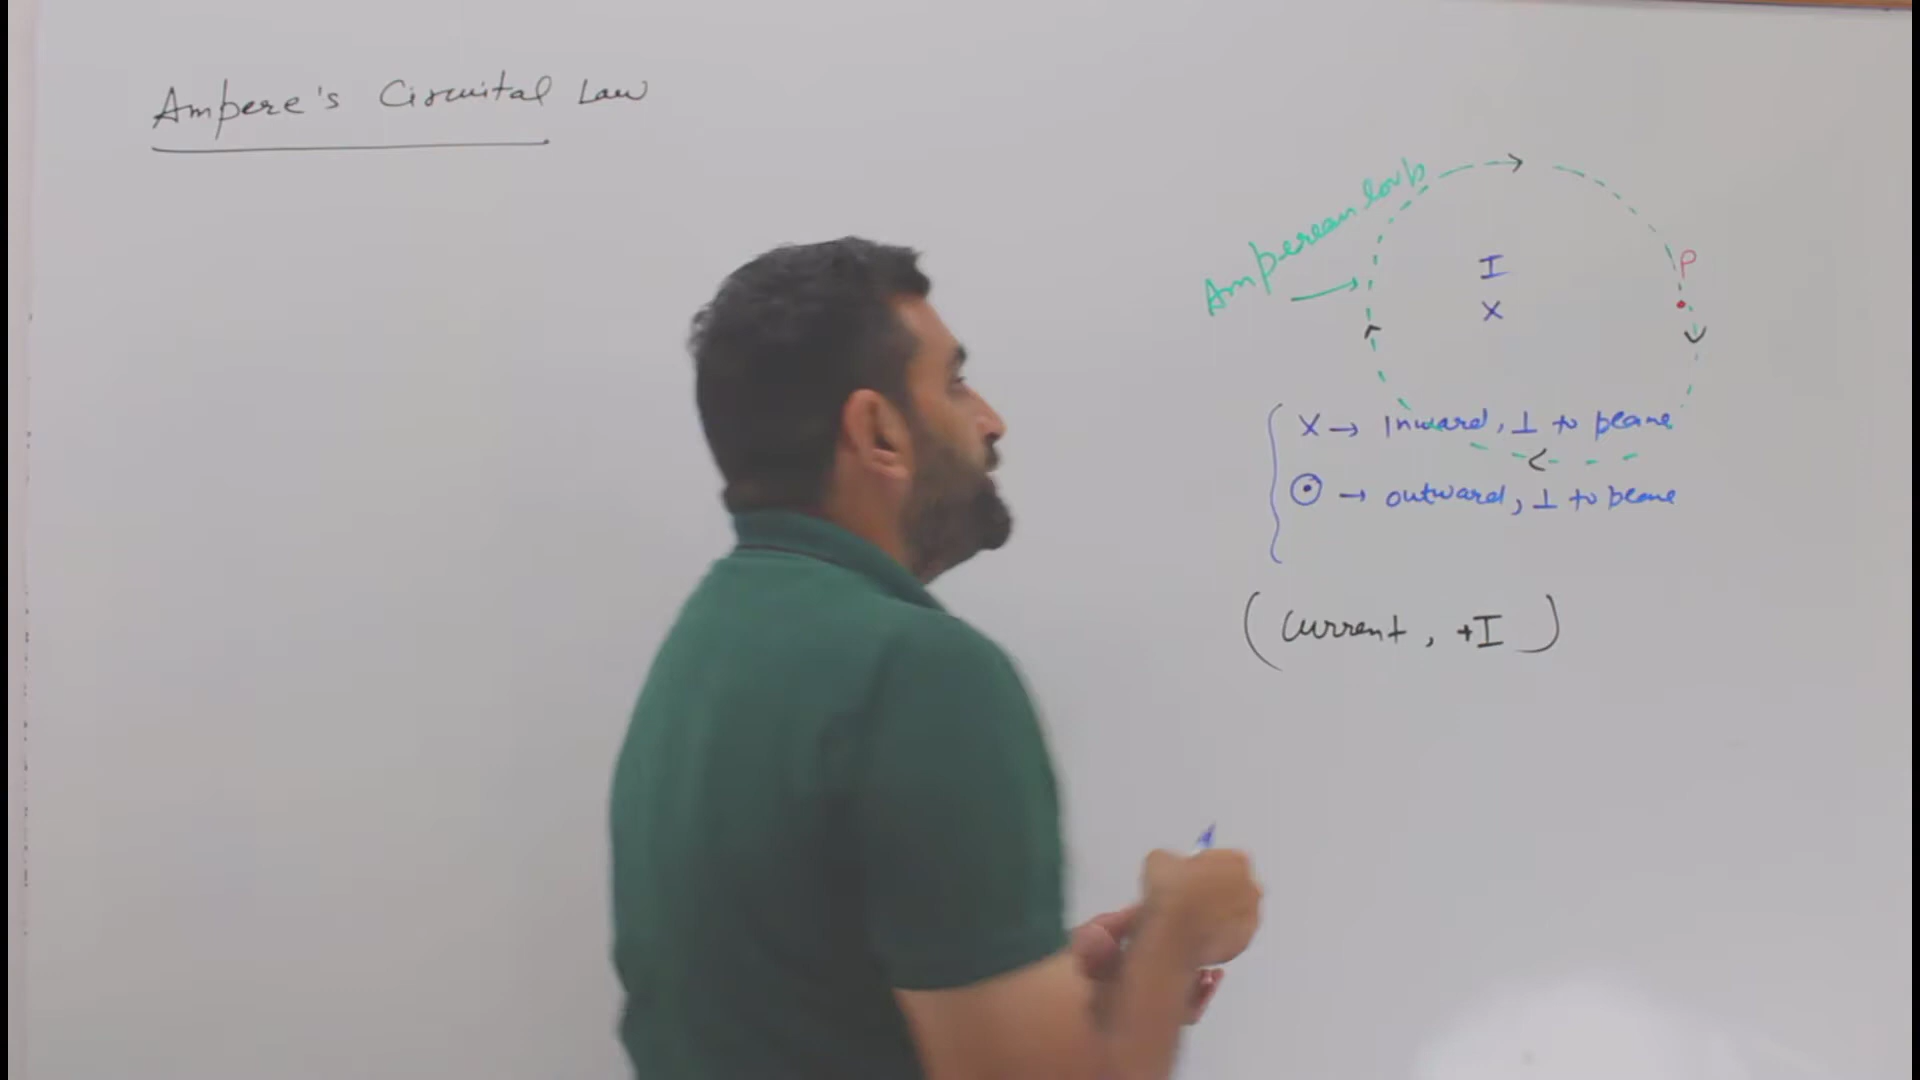 Ampere's Circuital Law
Amperean loop
I
X
P
X → Inward, ⊥ to plane
⊙ → outward, ⊥ to plane
(Current, +I)